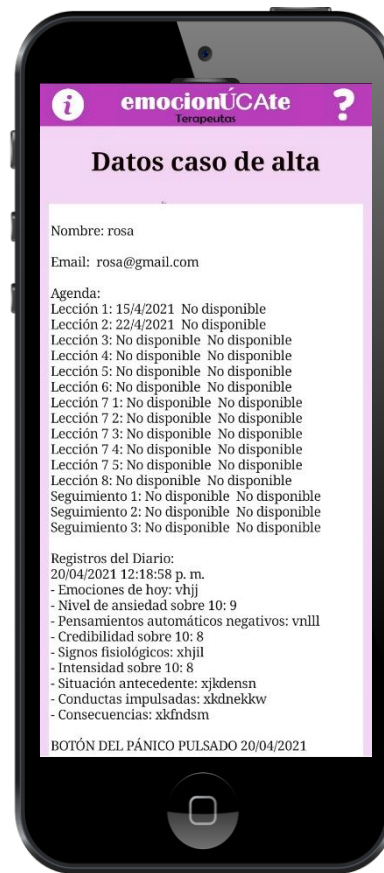 i
emocionÚCAte
?
Terapeutas
Datos caso de alta
Nombre: rosa
Email: rosa@gmail.com
Agenda:
Lección 1: 15/4/2021 No disponible
Lección 2: 22/4/2021 No disponible
Lección 3: No disponible No disponible
Lección 4: No disponible No disponible
Lección 5: No disponible No disponible
Lección 6: No disponible No disponible
Lección 7 1: No disponible No disponible
Lección 7 2: No disponible No disponible
Lección 7 3: No disponible No disponible
Lección 7 4: No disponible No disponible
Lección 7 5: No disponible No disponible
Lección 8: No disponible No disponible
Seguimiento 1: No disponible No disponible
Seguimiento 2: No disponible No disponible
Seguimiento 3: No disponible No disponible
Registros del Diario:
20/04/2021 12:18:58 p. m.
- Emociones de hoy: vhjj
- Nivel de ansiedad sobre 10: 9
- Pensamientos automáticos negativos: vnlll
- Credibilidad sobre 10: 8
- Signos fisiológicos: xhjil
- Intensidad sobre 10: 8
- Situación antecedente: xjkdensn
- Conductas impulsadas: xkdnekkw
- Consecuencias: xkfndsm
BOTÓN DEL PÁNICO PULSADO 20/04/2021